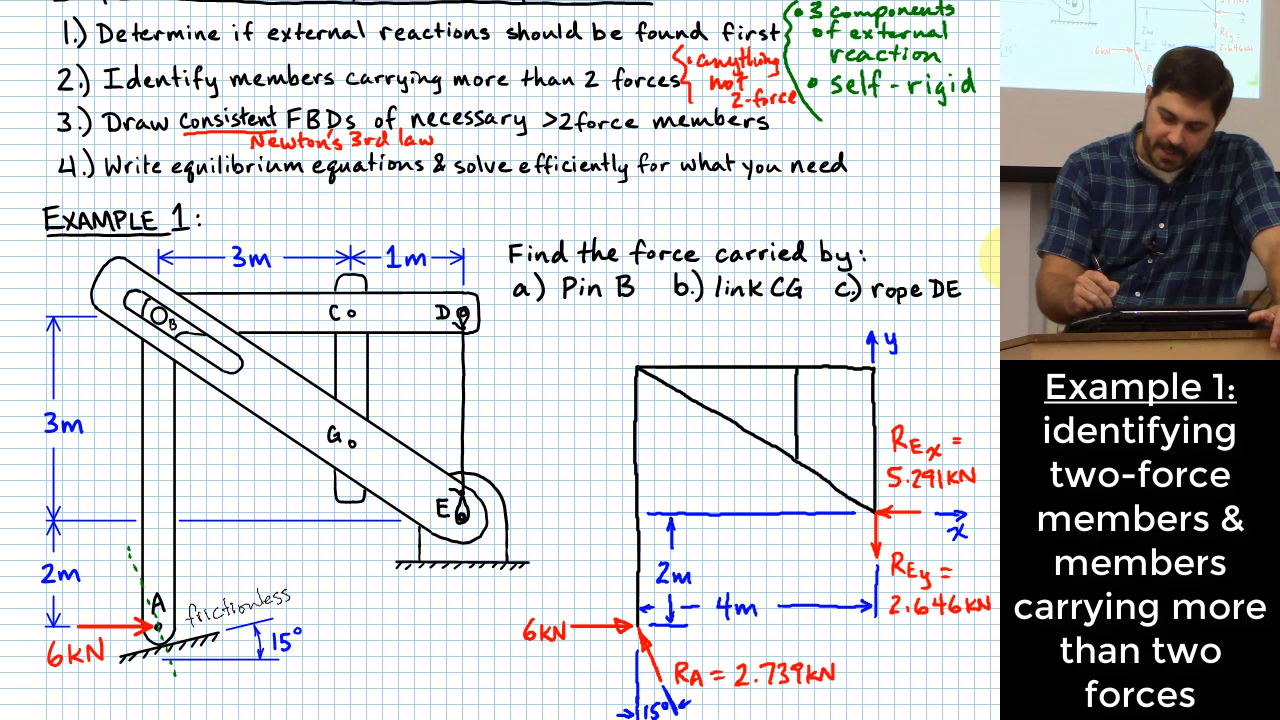 1.) Determine if external reactions should be found first
• 3 components
of external
reaction
• self-rigid
2.) Identify members carrying more than 2 forces
• anything
not
2-force
3.) Draw consistent FBDs of necessary >2force members
Newton's 3rd law
4.) Write equilibrium equations & solve efficiently for what you need
EXAMPLE 1:
3m
1m
Find the force carried by:
a) Pin B b.) link CG c.) rope DE
B
C
D
3m
G
E
2m
A
frictionless
6KN
15°
y
REx =
5.291KN
x
REy =
2.646KN
2m
4m
6KN
RA = 2.739KN
15°
6KN
REy=
2.646KN
x
Example 1:
identifying
two-force
members &
members
carrying more
than two
forces